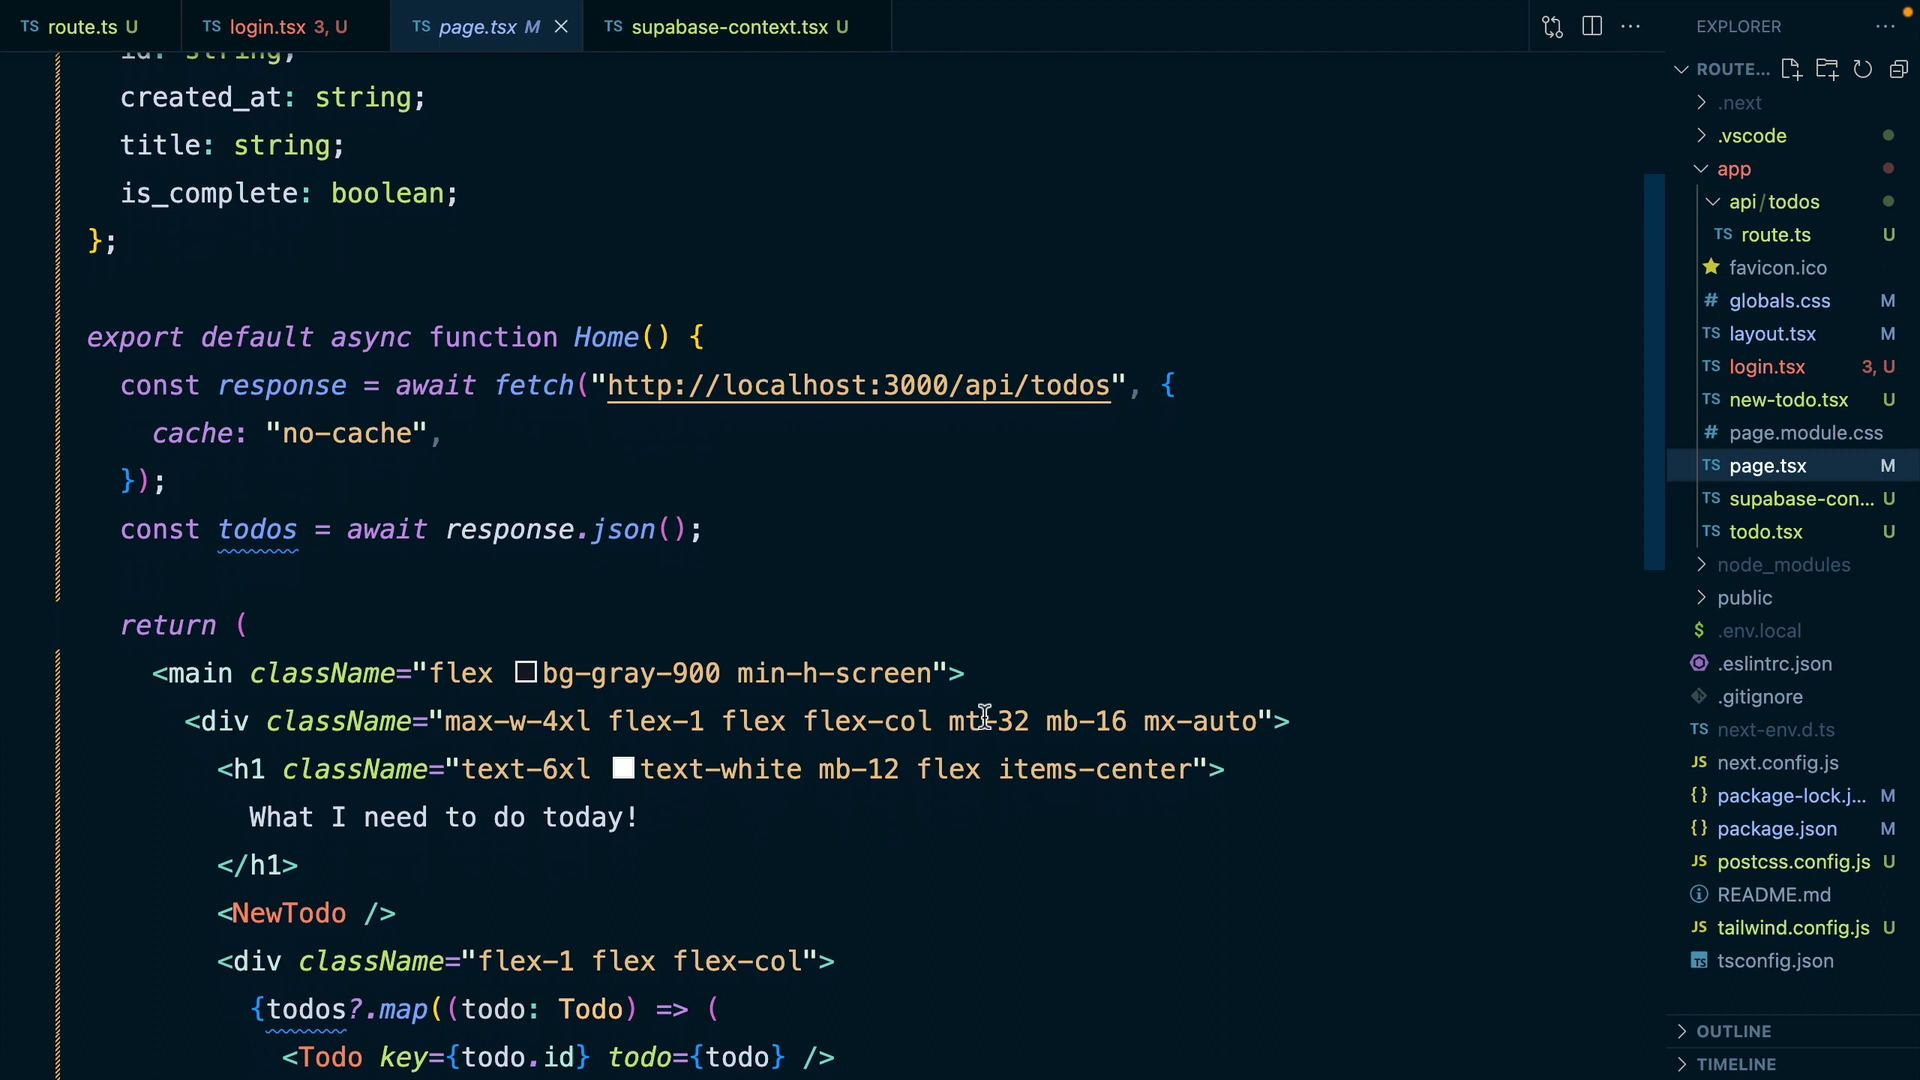 TS route.ts U
TS login.tsx 3, U
TS page.tsx M
TS supabase-context.tsx U
id: string;
created_at: string;
title: string;
is_complete: boolean;
};
export default async function Home() {
const response = await fetch("http://localhost:3000/api/todos", {
cache: "no-cache",
});
const todos = await response.json();
return (
<main className="flex bg-gray-900 min-h-screen">
<div className="max-w-4xl flex-1 flex flex-col mt-32 mb-16 mx-auto">
<h1 className="text-6xl text-white mb-12 flex items-center">
What I need to do today!
</h1>
<NewTodo />
<div className="flex-1 flex flex-col">
{todos?.map((todo: Todo) => (
<Todo key={todo.id} todo={todo} />
EXPLORER
ROUTE...
.next
.vscode
app
api/todos
TS route.ts U
favicon.ico
# globals.css M
TS layout.tsx M
TS login.tsx 3, U
TS new-todo.tsx U
# page.module.css
TS page.tsx M
TS supabase-con... U
TS todo.tsx U
node_modules
public
$ .env.local
.eslintrc.json
.gitignore
TS next-env.d.ts
JS next.config.js
{} package-lock.j... M
{} package.json M
JS postcss.config.js U
README.md
JS tailwind.config.js U
TS tsconfig.json
OUTLINE
TIMELINE